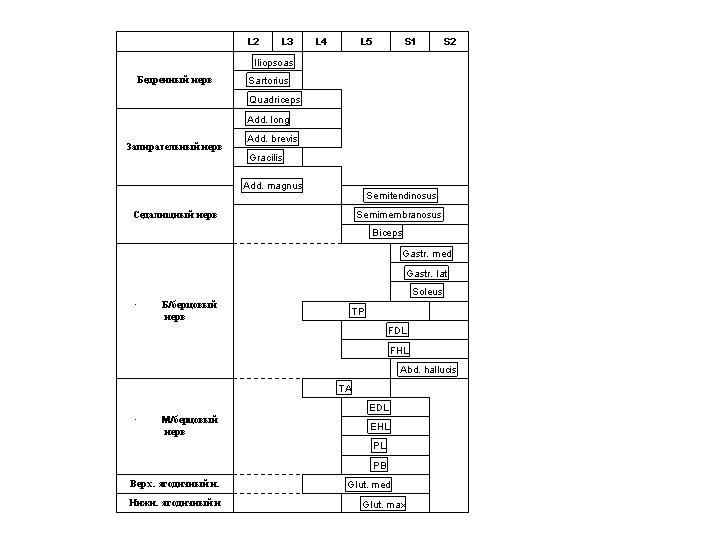 L2 L3 L4 L5 S1 S2
Бедренный нерв
Iliopsoas
Sartorius
Quadriceps
Запирательный нерв
Add. long
Add. brevis
Gracilis
Add. magnus
Седалищный нерв
Semitendinosus
Semimembranosus
Biceps
· Б/берцовый
нерв
Gastr. med
Gastr. lat
Soleus
TP
FDL
FHL
Abd. hallucis
· М/берцовый
нерв
TA
EDL
EHL
PL
PB
Верх. ягодичный н.
Glut. med
Нижн. ягодичный н
Glut. max